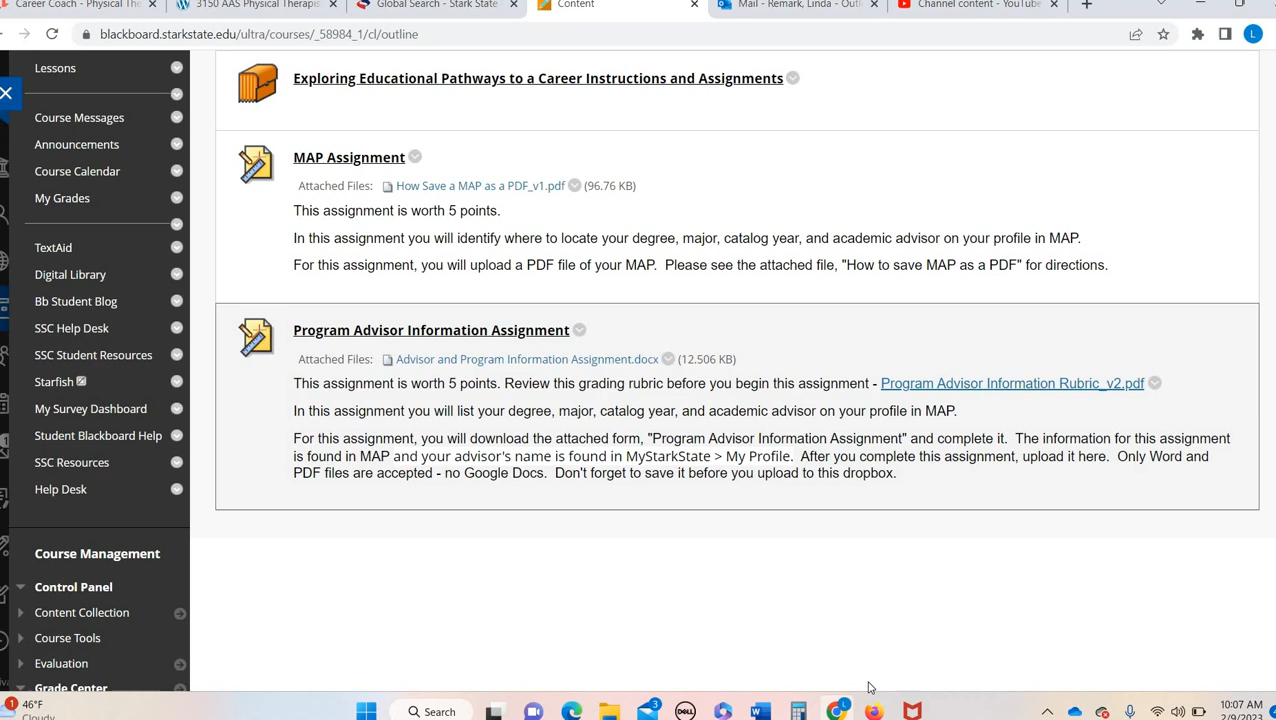 Career Coach - Physical The
3150 AAS Physical Therapis
Global Search - Stark State
Content
Mail - Remark, Linda - Outl
Channel content - YouTube
blackboard.starkstate.edu/ultra/courses/_58984_1/cl/outline
L
Lessons
Course Messages
Announcements
Course Calendar
My Grades
TextAid
Digital Library
Bb Student Blog
SSC Help Desk
SSC Student Resources
Starfish
My Survey Dashboard
Student Blackboard Help
SSC Resources
Help Desk
Course Management
Control Panel
Content Collection
Course Tools
Evaluation
Grade Center
Exploring Educational Pathways to a Career Instructions and Assignments
MAP Assignment
Attached Files: How Save a MAP as a PDF_v1.pdf (96.76 KB)
This assignment is worth 5 points.
In this assignment you will identify where to locate your degree, major, catalog year, and academic advisor on your profile in MAP.
For this assignment, you will upload a PDF file of your MAP. Please see the attached file, "How to save MAP as a PDF" for directions.
Program Advisor Information Assignment
Attached Files: Advisor and Program Information Assignment.docx (12.506 KB)
This assignment is worth 5 points. Review this grading rubric before you begin this assignment - Program Advisor Information Rubric_v2.pdf
In this assignment you will list your degree, major, catalog year, and academic advisor on your profile in MAP.
For this assignment, you will download the attached form, "Program Advisor Information Assignment" and complete it. The information for this assignment
is found in MAP and your advisor's name is found in MyStarkState > My Profile. After you complete this assignment, upload it here. Only Word and
PDF files are accepted - no Google Docs. Don't forget to save it before you upload to this dropbox.
1
46°F
Cloudy
Search
3
DELL
L
10:07 AM
2/9/2023